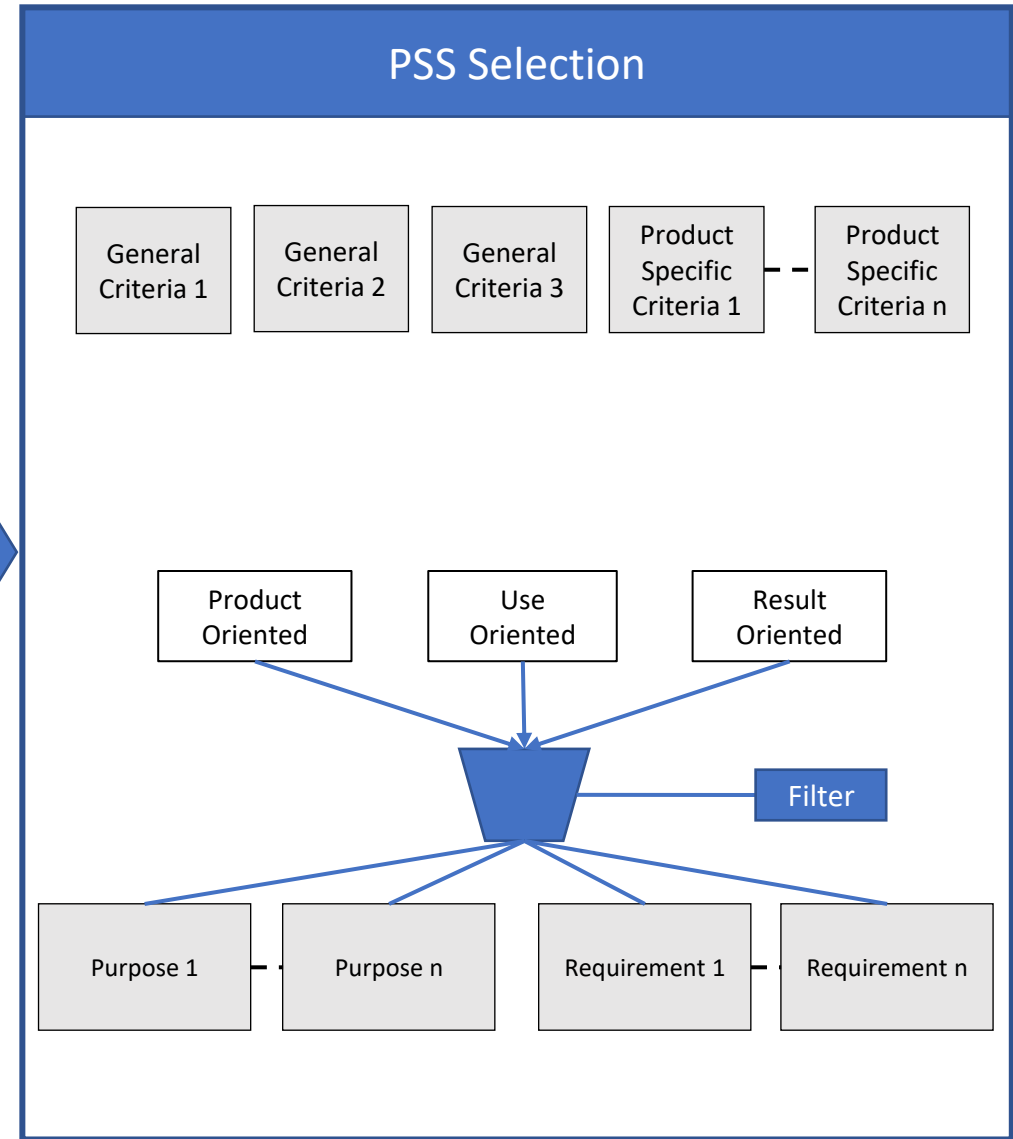 PSS Selection
General
Criteria 1
General
Criteria 2
General
Criteria 3
Product
Specific
Criteria 1
Product
Specific
Criteria n
Product
Oriented
Use
Oriented
Result
Oriented
Filter
Purpose 1
Purpose n
Requirement 1
Requirement n